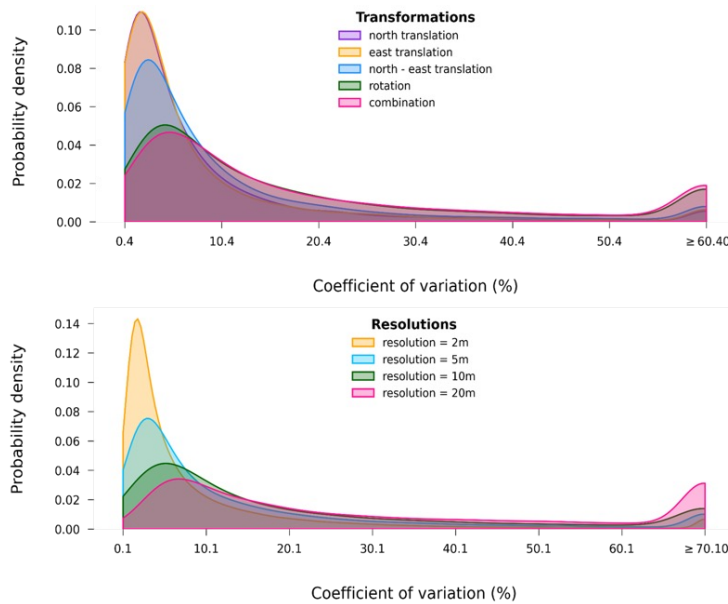 Transformations
north translation
east translation
north - east translation
rotation
combination
Probability density
0.10
0.08
0.06
0.04
0.02
0.00
0.4
10.4
20.4
30.4
40.4
50.4
≥ 60.40
Coefficient of variation (%)
Resolutions
resolution = 2m
resolution = 5m
resolution = 10m
resolution = 20m
Probability density
0.14
0.12
0.10
0.08
0.06
0.04
0.02
0.00
0.1
10.1
20.1
30.1
40.1
50.1
60.1
≥ 70.10
Coefficient of variation (%)